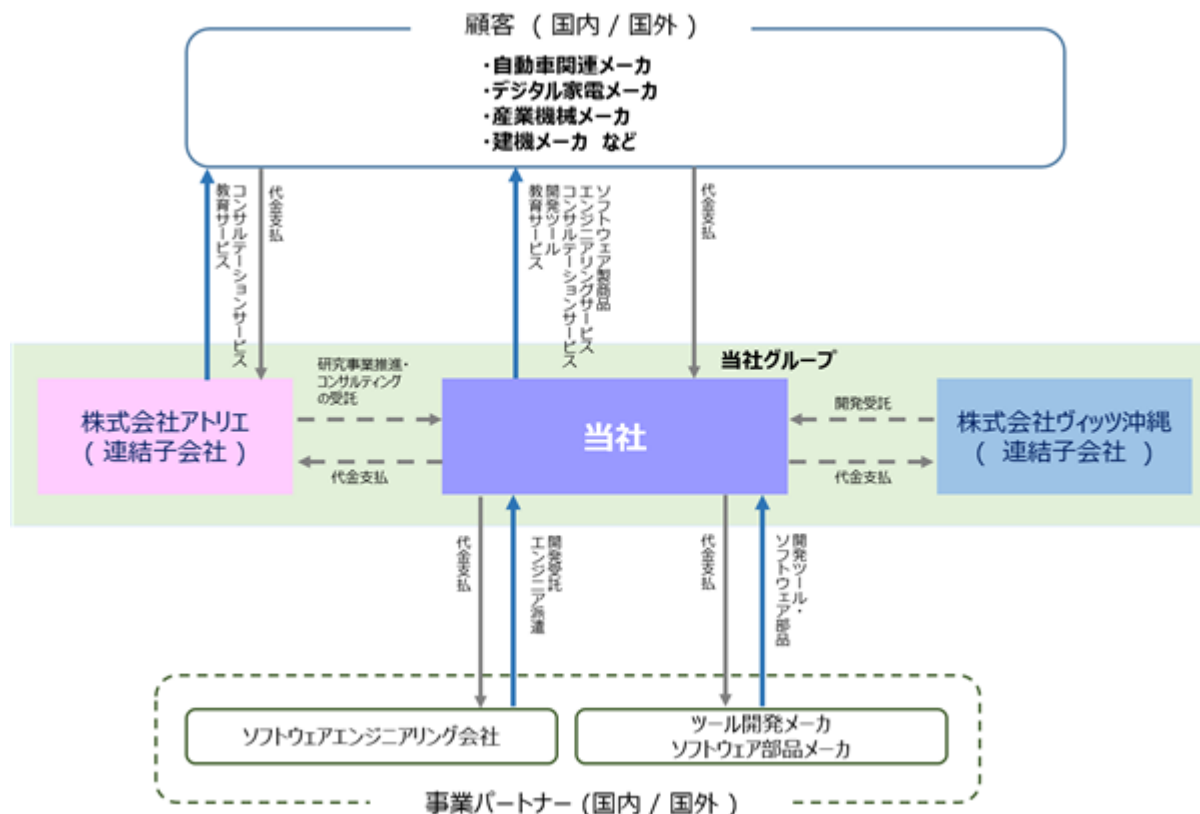 顧客 ( 国内 / 国外 )
・自動車関連メーカ
・デジタル家電メーカ
・産業機械メーカ
・建機メーカ など
コンサルテーションサービス
教育サービス
代金支払
ソフトウェア製商品
エンジニアリングサービス
コンサルテーションサービス
開発ツール
教育サービス
代金支払
当社グループ
株式会社アトリエ
( 連結子会社 )
研究事業推進・
コンサルティング
の受託
代金支払
当社
開発受託
代金支払
株式会社ヴィッツ沖縄
( 連結子会社 )
代金支払
開発受託
エンジニア派遣
代金支払
開発ツール・
ソフトウェア部品
ソフトウェアエンジニアリング会社
ツール開発メーカ
ソフトウェア部品メーカ
事業パートナー (国内 / 国外 )